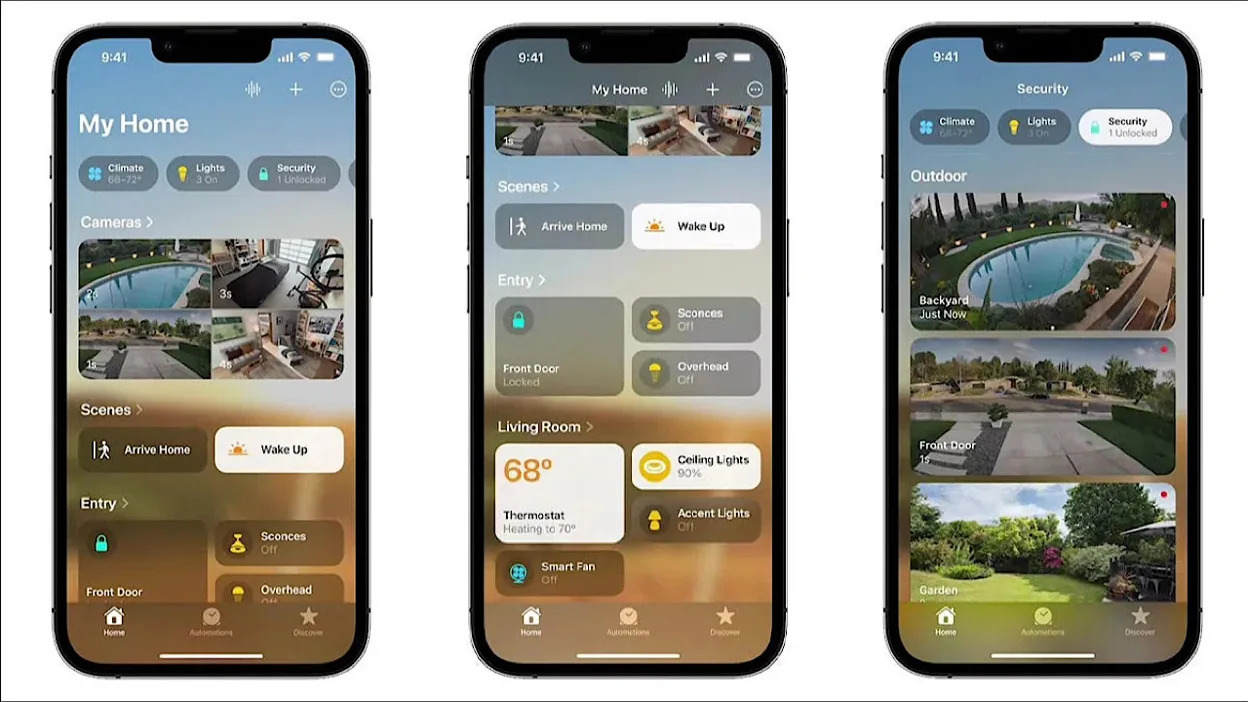 9:41
My Home
Climate
68–72°
Lights
3 On
Security
1 Unlocked
Cameras >
2s
3s
1s
4s
Scenes >
Arrive Home
Wake Up
Entry >
Front Door
Sconces
Off
Overhead
Off
Home
Automations
Discover
9:41
My Home
1s
4s
Scenes >
Arrive Home
Wake Up
Entry >
Front Door
Locked
Sconces
Off
Overhead
Off
Living Room >
68°
Thermostat
Heating to 70°
Ceiling Lights
90%
Accent Lights
Off
Smart Fan
Off
Home
Automations
Discover
9:41
Security
Climate
68–72°
Lights
3 On
Security
1 Unlocked
Outdoor
Backyard
Just Now
Front Door
1s
Garden
Home
Automations
Discover